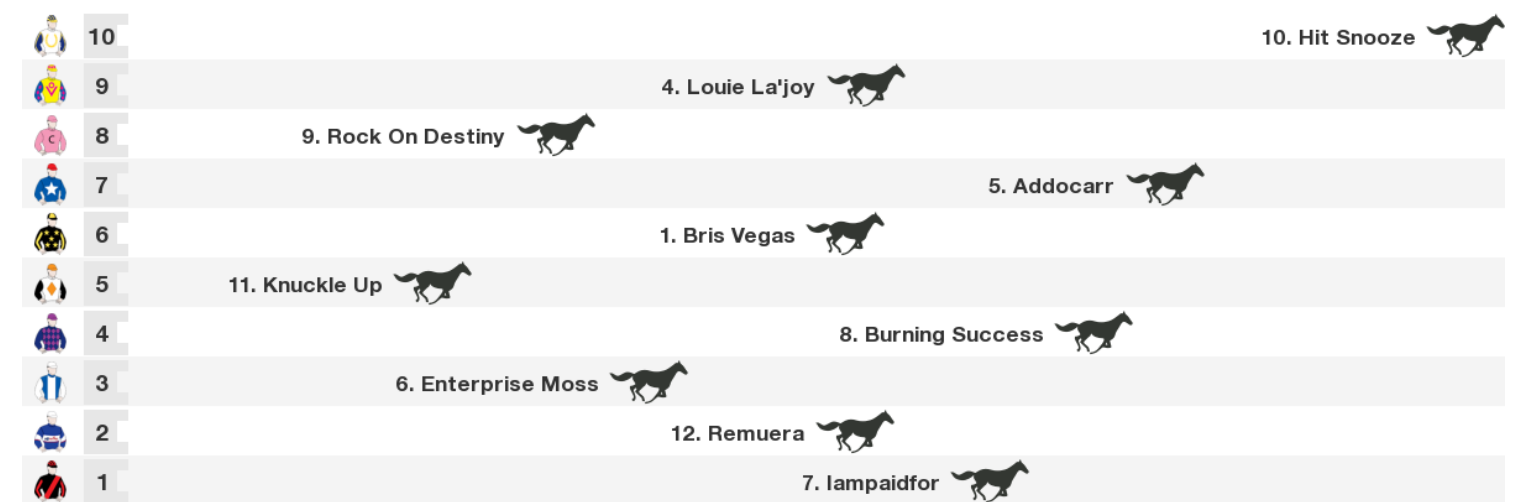 10 10. Hit Snooze
9 4. Louie La'joy
8 9. Rock On Destiny
C
7 5. Addocarr
6 1. Bris Vegas
5 11. Knuckle Up
4 8. Burning Success
3 6. Enterprise Moss
2 12. Remuera
1 7. Iampaidfor